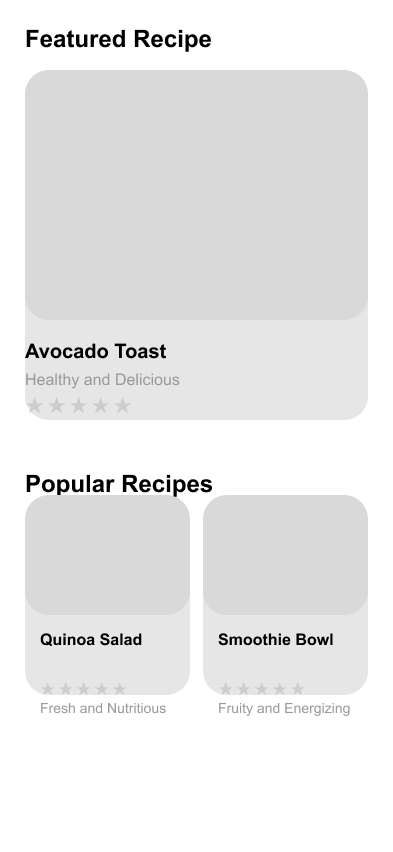 Featured Recipe
Avocado Toast
Healthy and Delicious
★★★★★
Popular Recipes
Quinoa Salad
★★★★★
Fresh and Nutritious
Smoothie Bowl
★★★★★
Fruity and Energizing